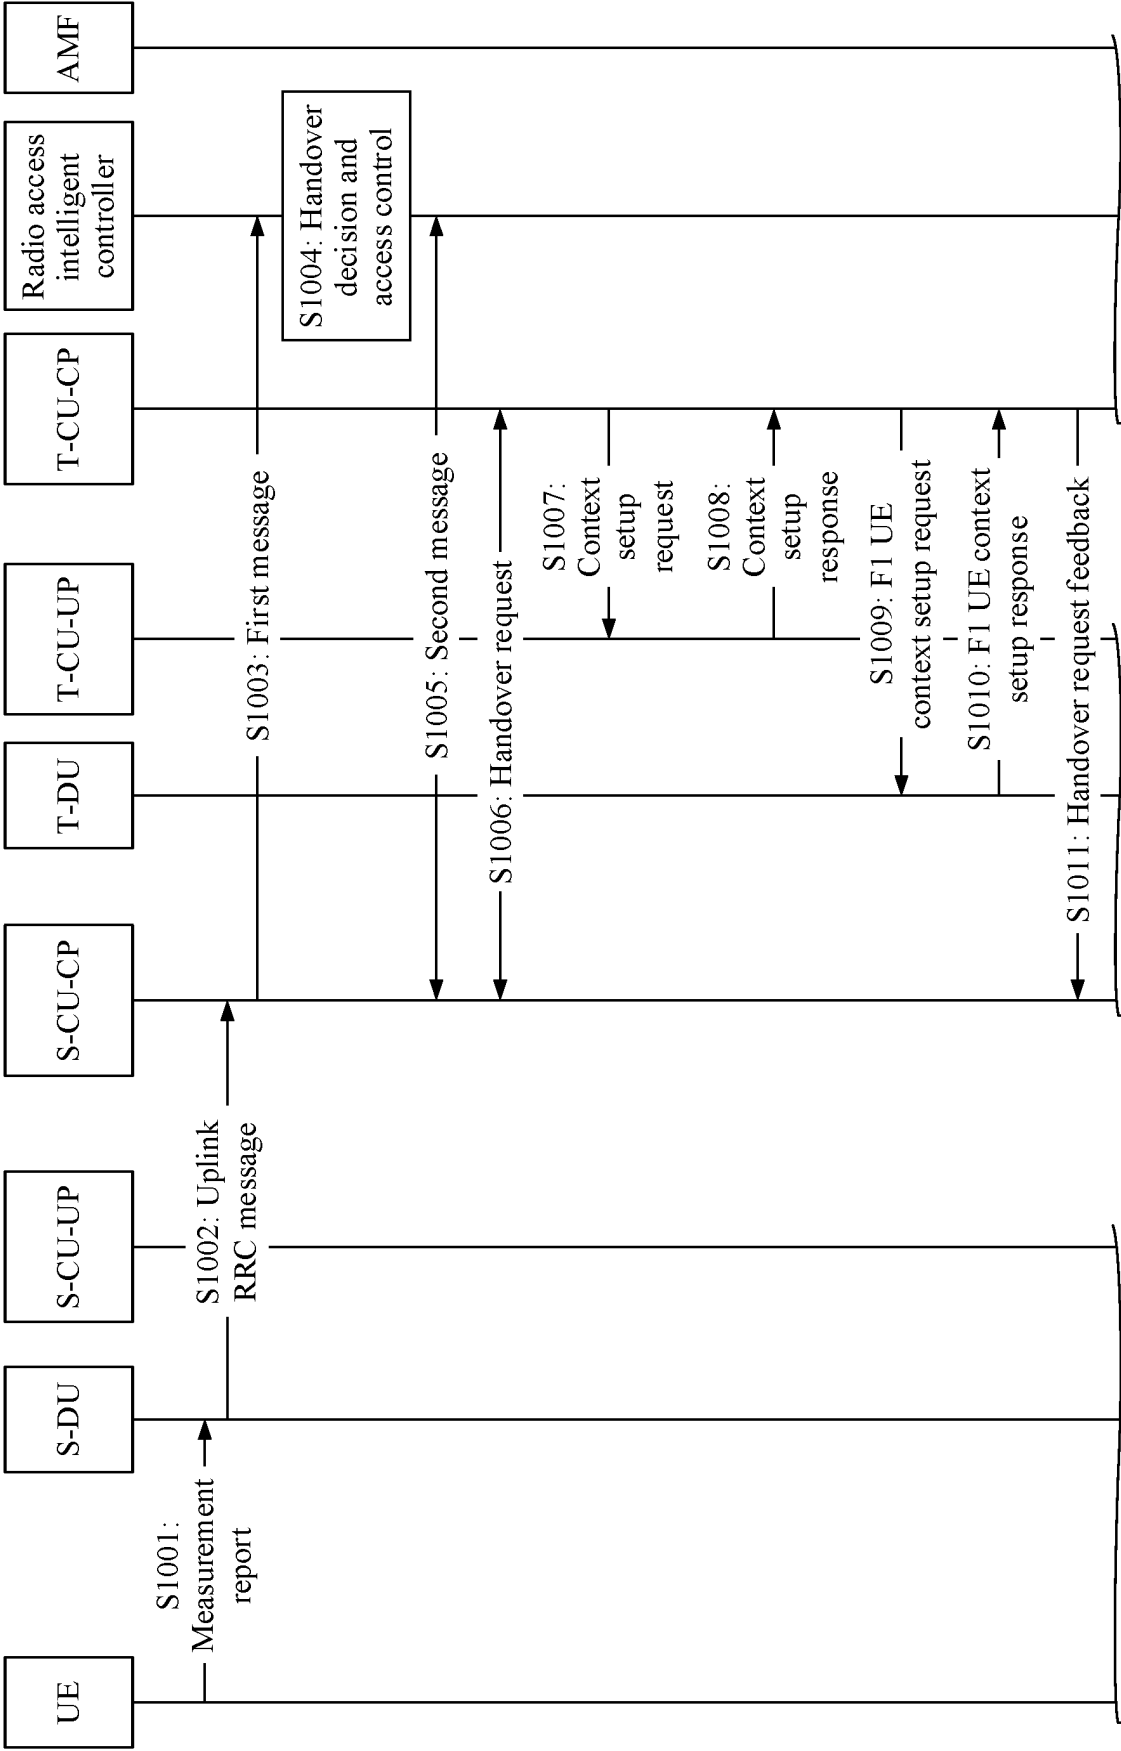 UE
S-DU
S-CU-UP
S-CU-CP
T-DU
T-CU-UP
T-CU-CP
Radio access
intelligent
controller
AMF
S1001:
Measurement
report
S1002: Uplink
RRC message
S1003: First message
S1004: Handover
decision and
access control
S1005: Second message
S1006: Handover request
S1007:
Context
setup
request
S1008:
Context
setup
response
S1009: F1 UE
context setup request
S1010: F1 UE context
setup response
S1011: Handover request feedback